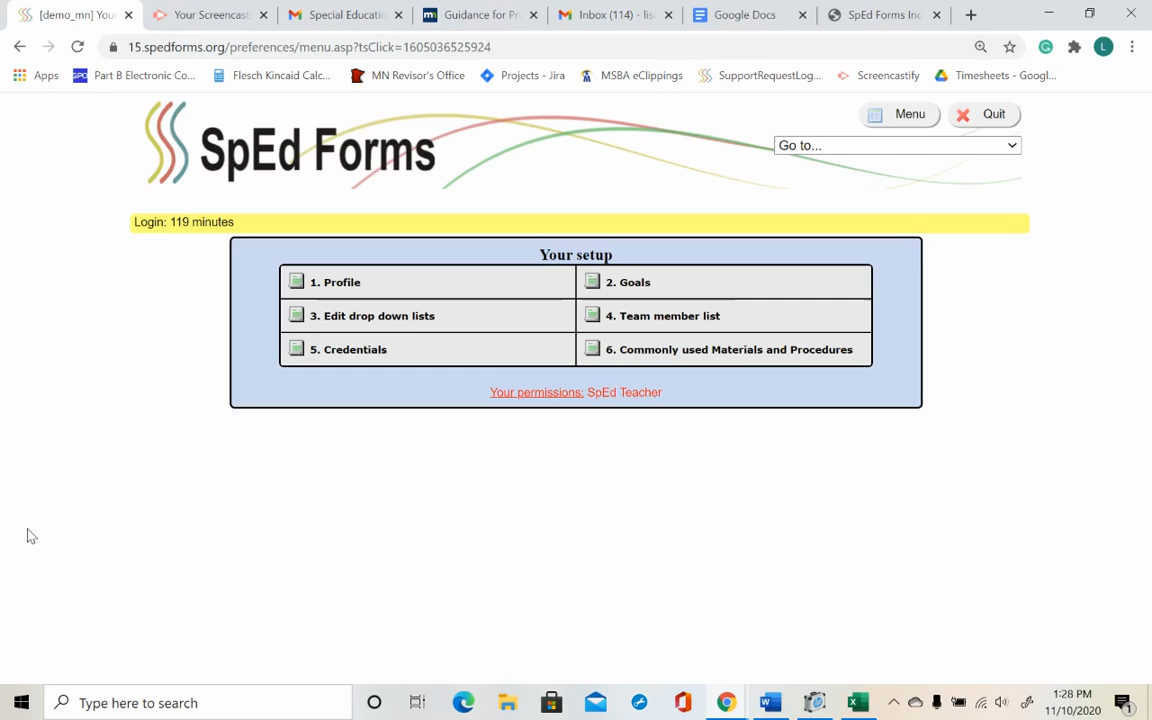 [demo_mn] You
Your Screencast
Special Educatio
Guidance for Pr
Inbox (114) - lisa
Google Docs
SpEd Forms Inc
15.spedforms.org/preferences/menu.asp?tsClick=1605036525924
L
Apps
Part B Electronic Co...
Flesch Kincaid Calc...
MN Revisor's Office
Projects - Jira
MSBA eClippings
SupportRequestLog...
Screencastify
Timesheets - Googl...
SpEd Forms
Menu
Quit
Go to...
Login: 119 minutes
Your setup
1. Profile
2. Goals
3. Edit drop down lists
4. Team member list
5. Credentials
6. Commonly used Materials and Procedures
Your permissions: SpEd Teacher
Type here to search
1:28 PM
11/10/2020
1